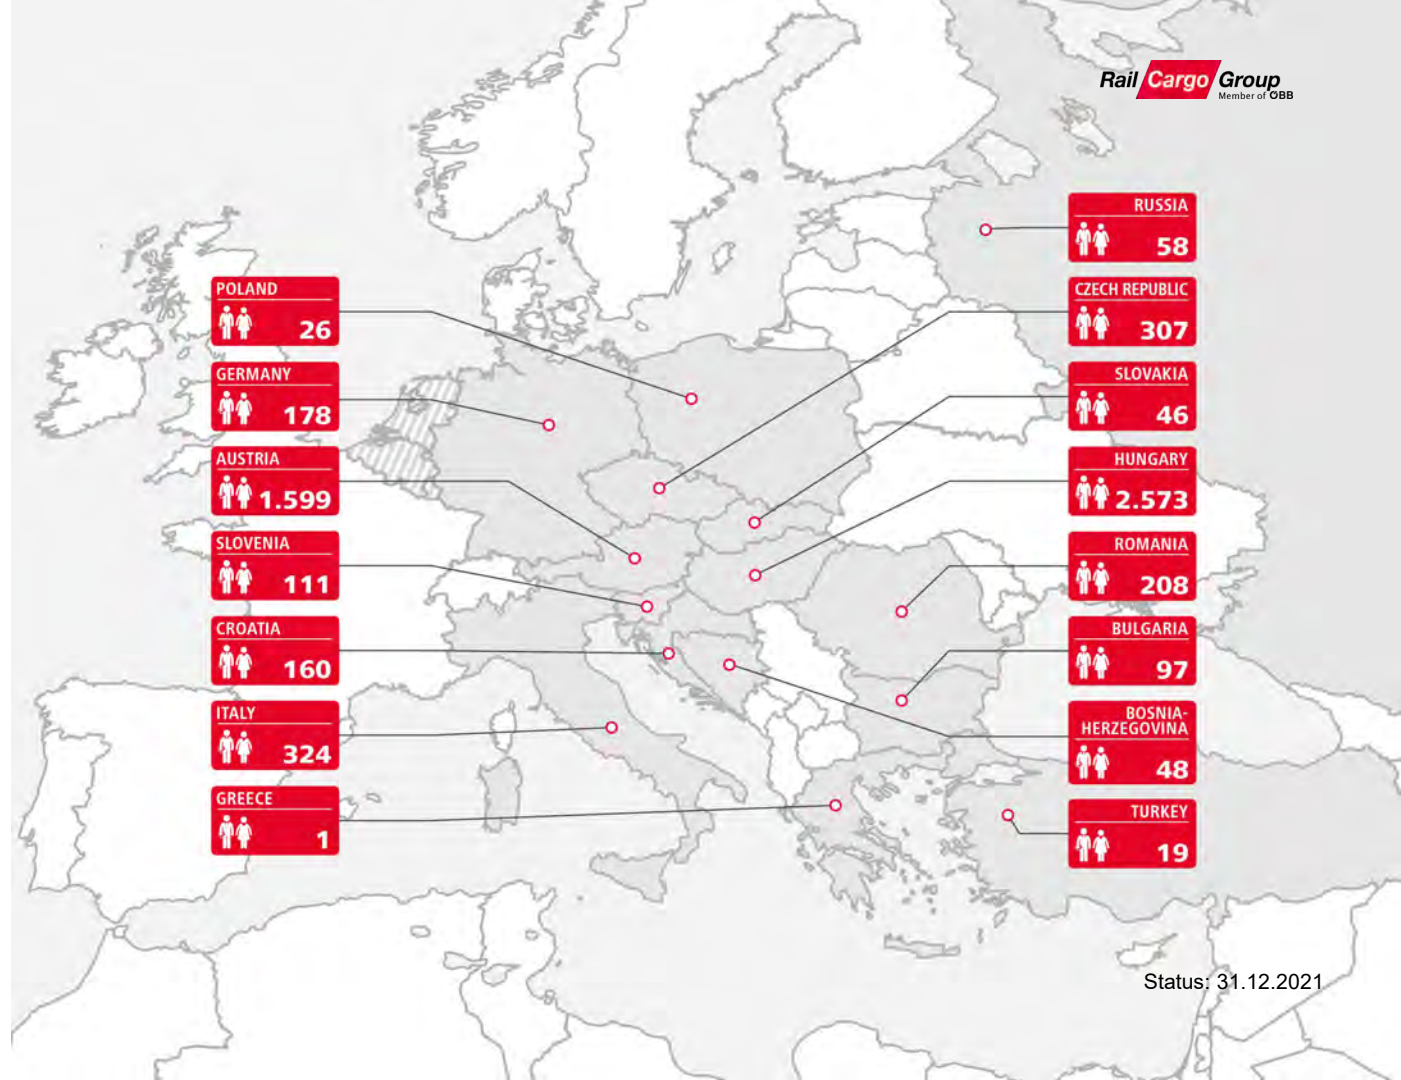 Rail Cargo Group
Member of ÖBB
POLAND
26
GERMANY
178
AUSTRIA
1.599
SLOVENIA
111
CROATIA
160
ITALY
324
GREECE
1
RUSSIA
58
CZECH REPUBLIC
307
SLOVAKIA
46
HUNGARY
2.573
ROMANIA
208
BULGARIA
97
BOSNIA-
HERZEGOVINA
48
TURKEY
19
Status: 31.12.2021